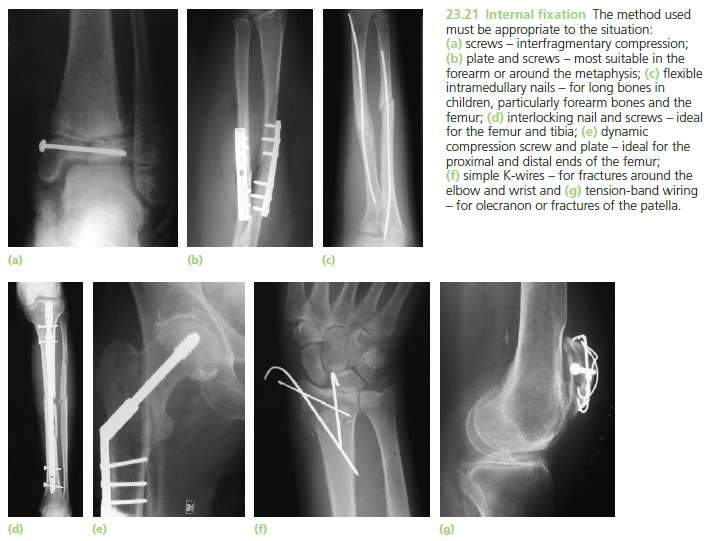 23.21 Internal fixation The method used
must be appropriate to the situation:
(a) screws – interfragmentary compression;
(b) plate and screws – most suitable in the
forearm or around the metaphysis; (c) flexible
intramedullary nails – for long bones in
children, particularly forearm bones and the
femur; (d) interlocking nail and screws – ideal
for the femur and tibia; (e) dynamic
compression screw and plate – ideal for the
proximal and distal ends of the femur;
(f) simple K-wires – for fractures around the
elbow and wrist and (g) tension-band wiring
– for olecranon or fractures of the patella.
(a)
(b)
(c)
(d)
(e)
(f)
(g)